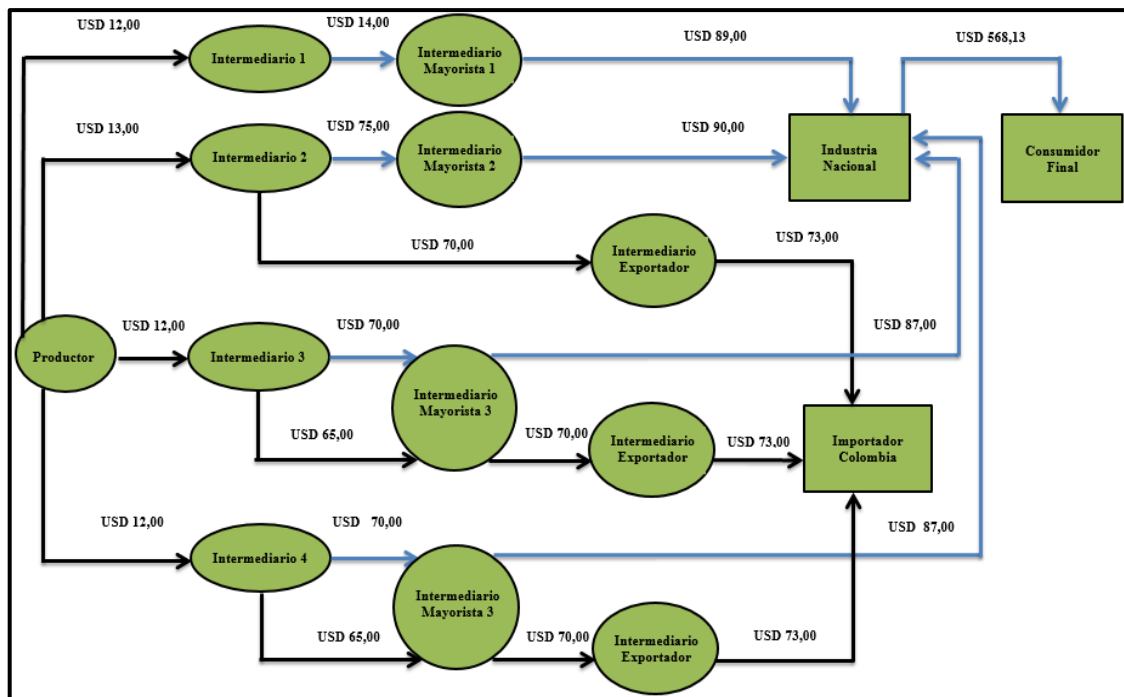 USD 12,00
USD 14,00
USD 89,00
USD 568,13
Intermediario 1
Intermediario
Mayorista 1
USD 13,00
USD 75,00
USD 90,00
Intermediario 2
Intermediario
Mayorista 2
Industria
Nacional
Consumidor
Final
USD 70,00
Intermediario
Exportador
USD 73,00
USD 12,00
USD 70,00
USD 87,00
Productor
Intermediario 3
Intermediario
Mayorista 3
USD 65,00
USD 70,00
Intermediario
Exportador
USD 73,00
Importador
Colombia
USD 12,00
USD 70,00
USD 87,00
Intermediario 4
Intermediario
Mayorista 3
USD 65,00
USD 70,00
Intermediario
Exportador
USD 73,00